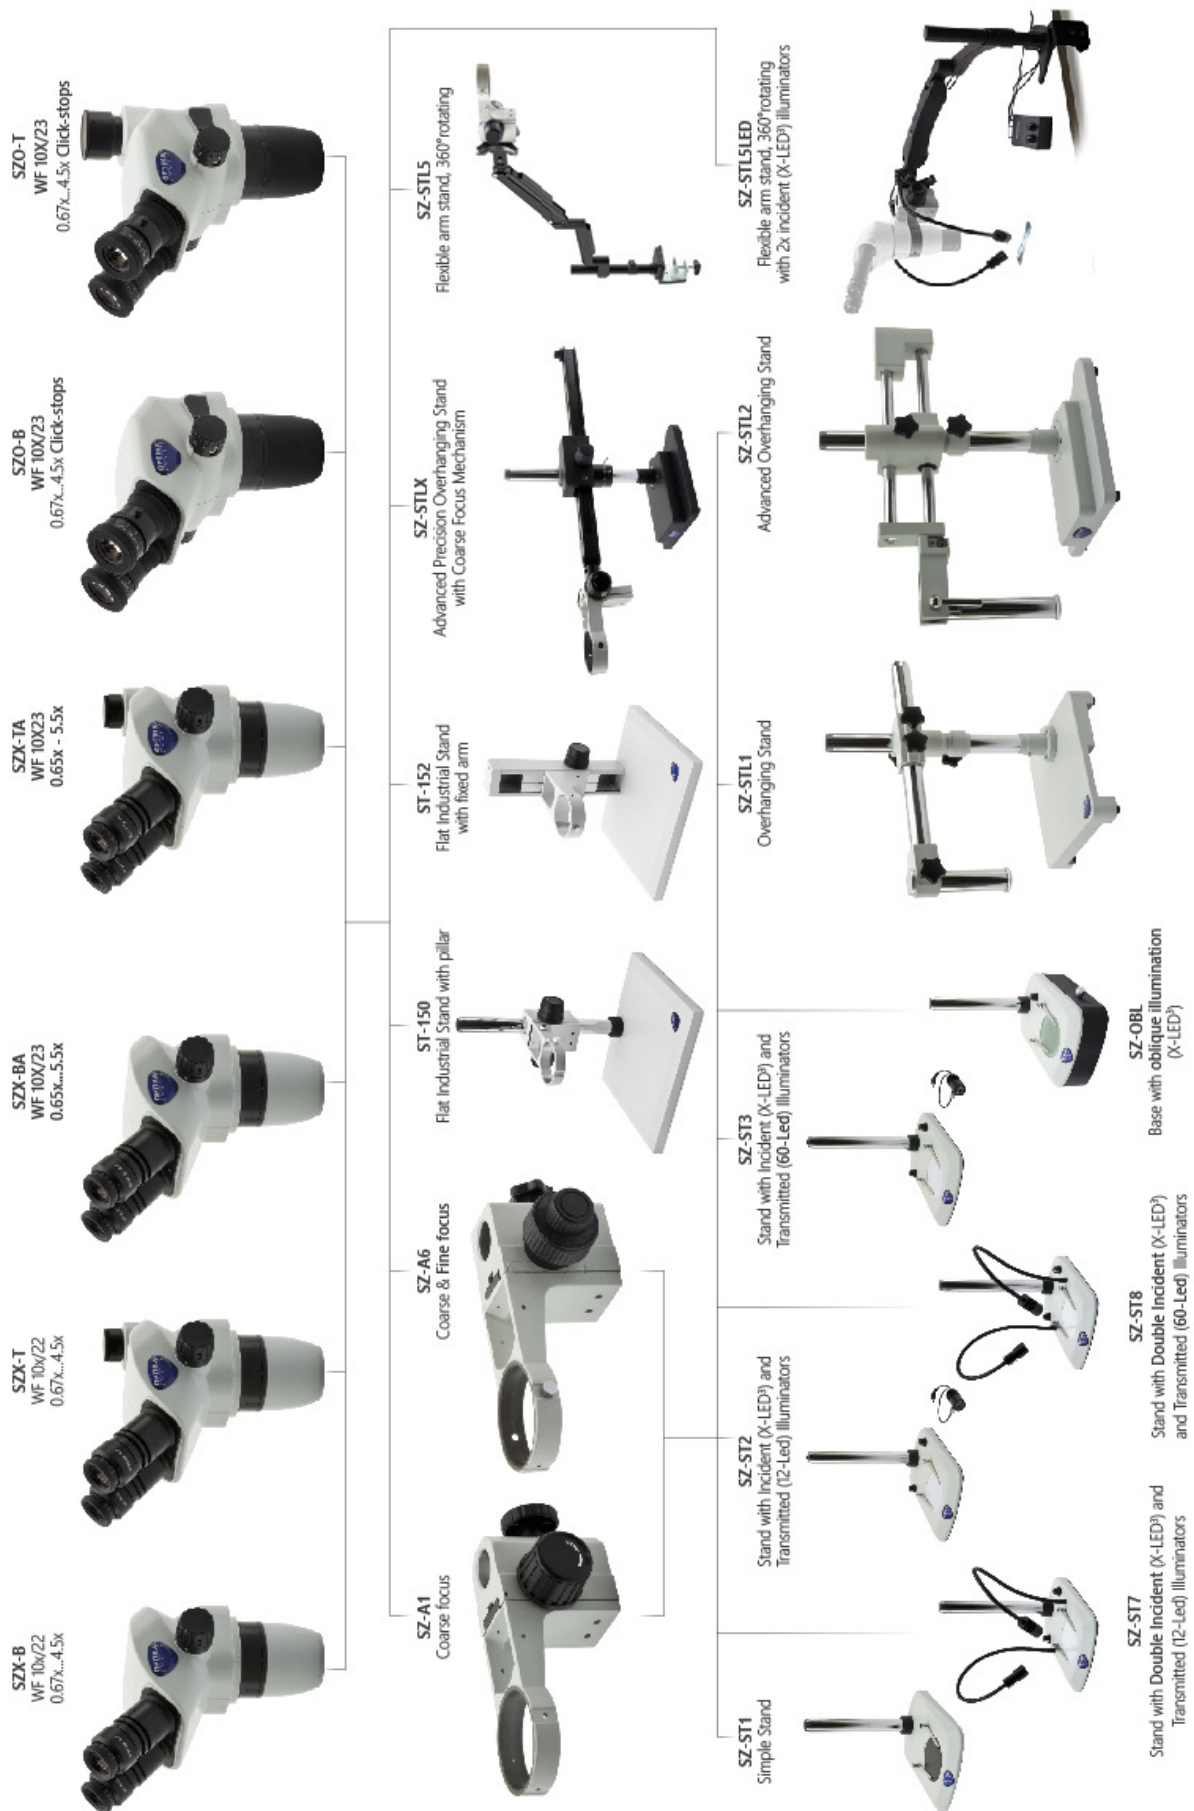 SZX-B
WF 10x/22
0.67x...4.5x
SZX-T
WF 10x/22
0.67x...4.5x
SZX-BA
WF 10X/23
0.65x...5.5x
SZX-TA
WF 10X23
0.65x - 5.5x
SZO-B
WF 10X/23
0.67x...4.5x Click-stops
SZO-T
WF 10X/23
0.67x...4.5x Click-stops
SZ-A1
Coarse focus
SZ-A6
Coarse & Fine focus
ST-150
Flat Industrial Stand with pillar
ST-152
Flat Industrial Stand
with fixed arm
SZ-STLX
Advanced Precision Overhanging Stand
with Coarse Focus Mechanism
SZ-STL5
Flexible arm stand, 360°rotating
SZ-ST1
Simple Stand
SZ-ST2
Stand with Incident (X-LED³) and
Transmitted (12-Led) Illuminators
SZ-ST3
Stand with Incident (X-LED³) and
Transmitted (60-Led) Illuminators
SZ-STL1
Overhanging Stand
SZ-STL2
Advanced Overhanging Stand
SZ-STL5LED
Flexible arm stand, 360°rotating
with 2x incident (X-LED³) illuminators
SZ-ST7
Stand with Double Incident (X-LED³) and
Transmitted (12-Led) Illuminators
SZ-ST8
Stand with Double Incident (X-LED³)
and Transmitted (60-Led) Illuminators
SZ-OBL
Base with oblique illumination
(X-LED³)